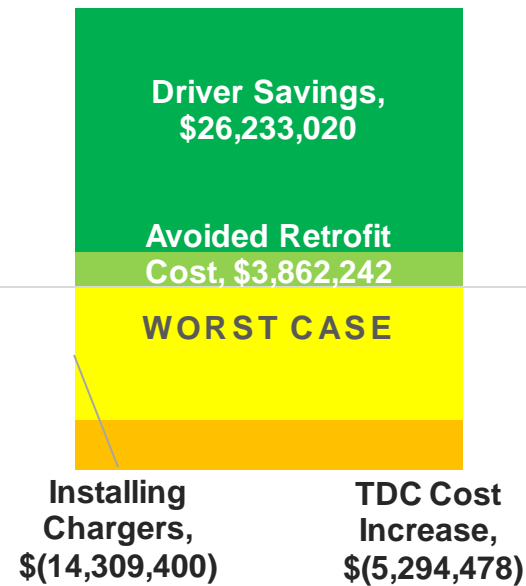 Driver Savings,
$26,233,020
Avoided Retrofit
Cost, $3,862,242
WORST CASE
Installing
Chargers,
$(14,309,400)
TDC Cost
Increase,
$(5,294,478)